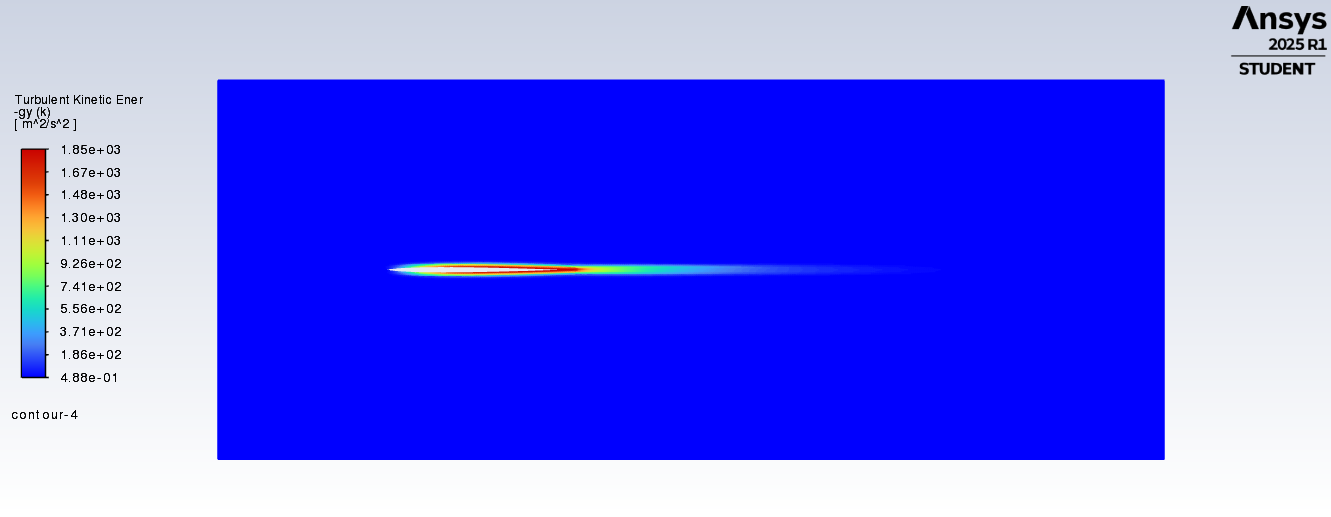 Ansys
2025 R1
STUDENT
Turbulent Kinetic Ener
-gy (k)
[ m^2/s^2 ]
1.85e+03
1.67e+03
1.48e+03
1.30e+03
1.11e+03
9.26e+02
7.41e+02
5.56e+02
3.71e+02
1.86e+02
4.88e-01
contour-4